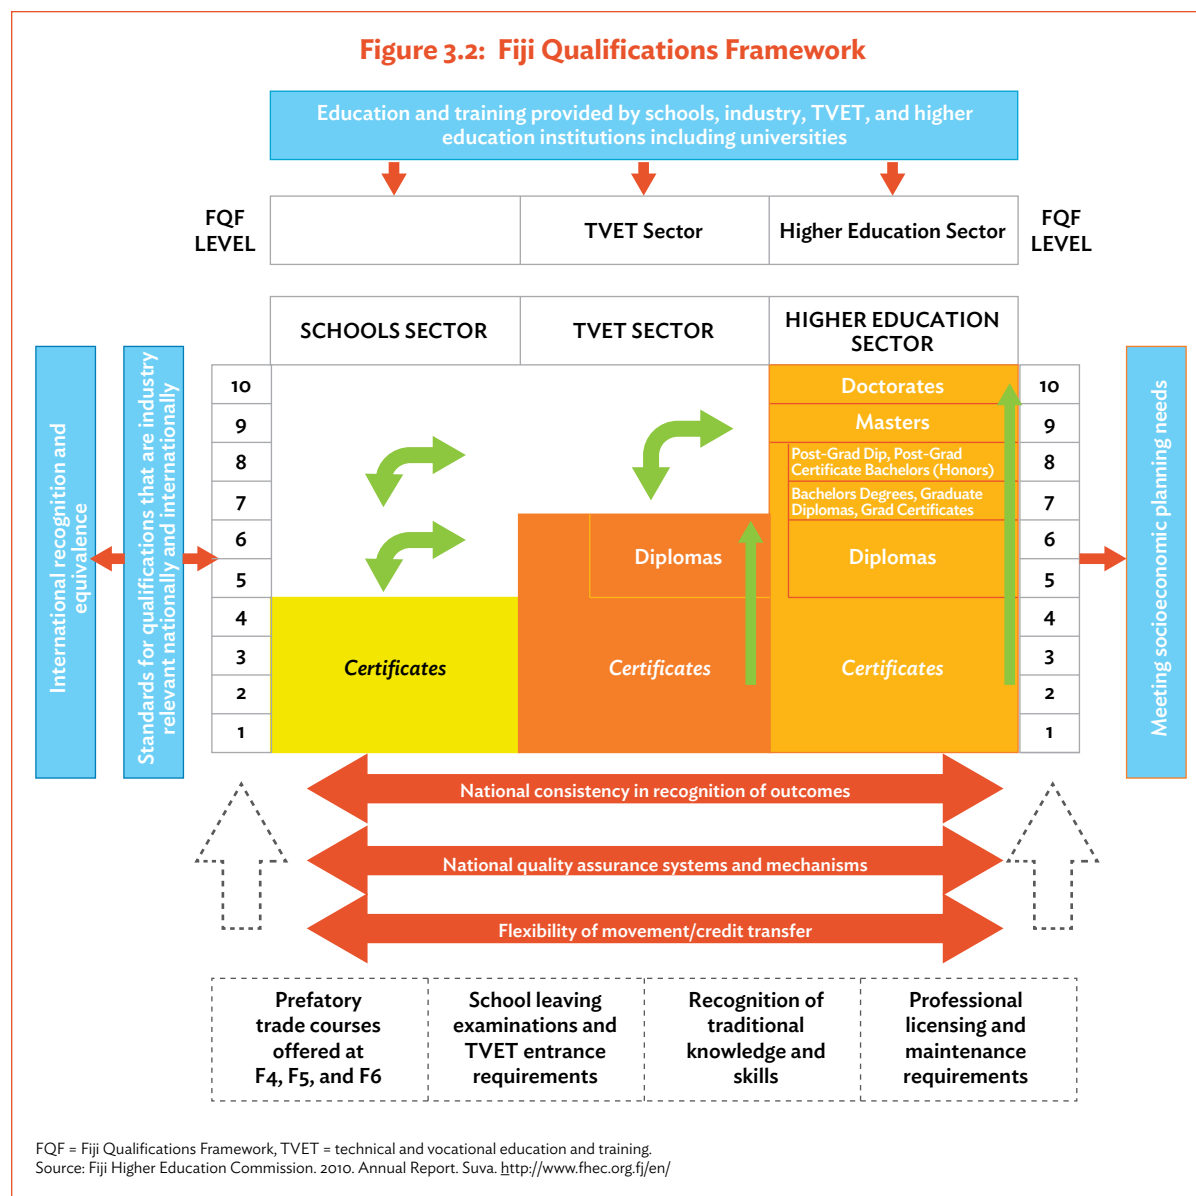 Figure 3.2: Fiji Qualifications Framework
Education and training provided by schools, industry, TVET, and higher
education institutions including universities
FQF
LEVEL
TVET Sector
Higher Education Sector
FQF
LEVEL
SCHOOLS SECTOR
TVET SECTOR
HIGHER EDUCATION
SECTOR
International recognition and
equivalence
Standards for qualifications that are industry
relevant nationally and internationally
10
9
8
7
6
5
4
3
2
1
Certificates
Diplomas
Certificates
Doctorates
Masters
Post-Grad Dip, Post-Grad
Certificate Bachelors (Honors)
Bachelors Degrees, Graduate
Diplomas, Grad Certificates
Diplomas
Certificates
10
9
8
7
6
5
4
3
2
1
Meeting socioeconomic planning needs
National consistency in recognition of outcomes
National quality assurance systems and mechanisms
Flexibility of movement/credit transfer
Prefatory
trade courses
offered at
F4, F5, and F6
School leaving
examinations and
TVET entrance
requirements
Recognition of
traditional
knowledge and
skills
Professional
licensing and
maintenance
requirements
FQF = Fiji Qualifications Framework, TVET = technical and vocational education and training.
Source: Fiji Higher Education Commission. 2010. Annual Report. Suva. http://www.fhec.org.fj/en/